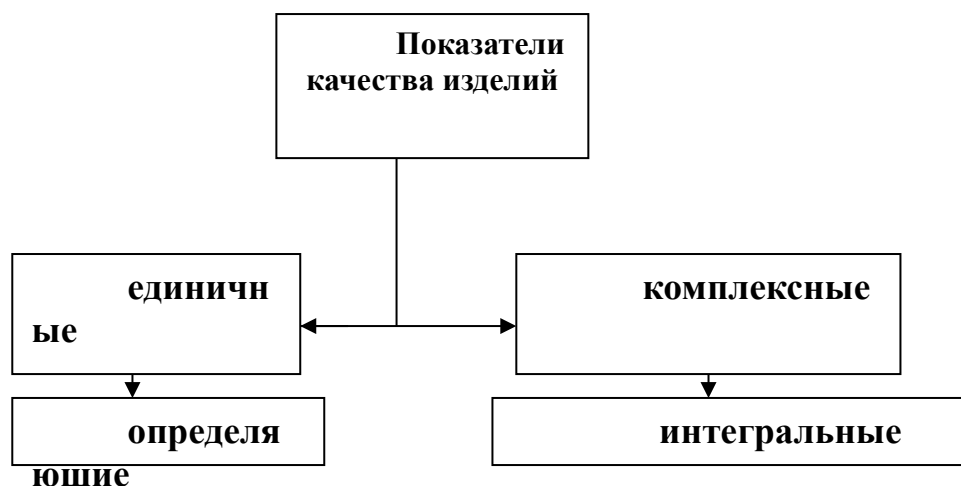 Показатели
качества изделий
единичн
ые
комплексные
определя
юшие
интегральные